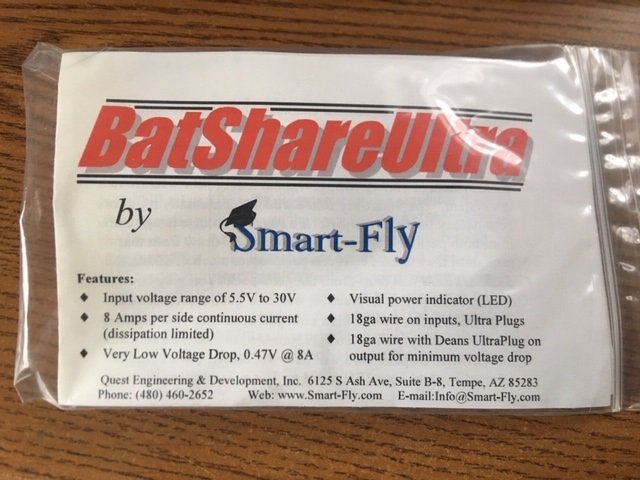 BatShareUltra
by Smart-Fly
Features:
♦ Input voltage range of 5.5V to 30V
♦ 8 Amps per side continuous current
(dissipation limited)
♦ Very Low Voltage Drop, 0.47V @ 8A
♦ Visual power indicator (LED)
♦ 18ga wire on inputs, Ultra Plugs
♦ 18ga wire with Deans UltraPlug on
output for minimum voltage drop
Quest Engineering & Development, Inc. 6125 S Ash Ave, Suite B-8, Tempe, AZ 85283
Phone: (480) 460-2652 Web: www.Smart-Fly.com E-mail:Info@Smart-Fly.com